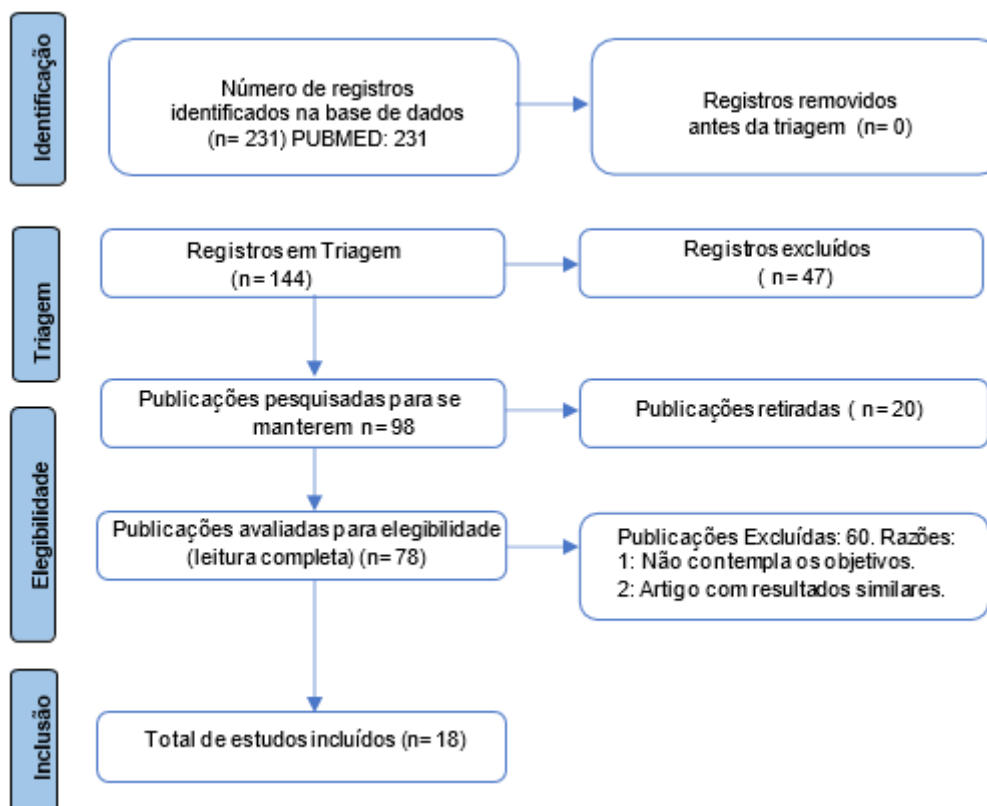 Identificação
Número de registros
identificados na base de dados
(n= 231) PUBMED: 231
Registros removidos
antes da triagem (n= 0)
Triagem
Registros em Triagem
(n= 144)
Registros excluídos
( n= 47)
Elegibilidade
Publicações pesquisadas para se
manterem n= 98
Publicações retiradas ( n= 20)
Publicações avaliadas para elegibilidade
(leitura completa) (n= 78)
Publicações Excluídas: 60. Razões:
1: Não contempla os objetivos.
2: Artigo com resultados similares.
Inclusão
Total de estudos incluídos (n= 18)